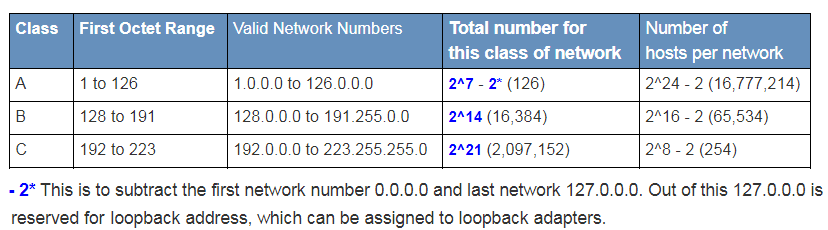 Class First Octet Range Valid Network Numbers Total number for this class of network Number of hosts per network
A 1 to 126 1.0.0.0 to 126.0.0.0 2^7 - 2* (126) 2^24 - 2 (16,777,214)
B 128 to 191 128.0.0.0 to 191.255.0.0 2^14 (16,384) 2^16 - 2 (65,534)
C 192 to 223 192.0.0.0 to 223.255.255.0 2^21 (2,097,152) 2^8 - 2 (254)
- 2* This is to subtract the first network number 0.0.0.0 and last network 127.0.0.0. Out of this 127.0.0.0 is
reserved for loopback address, which can be assigned to loopback adapters.